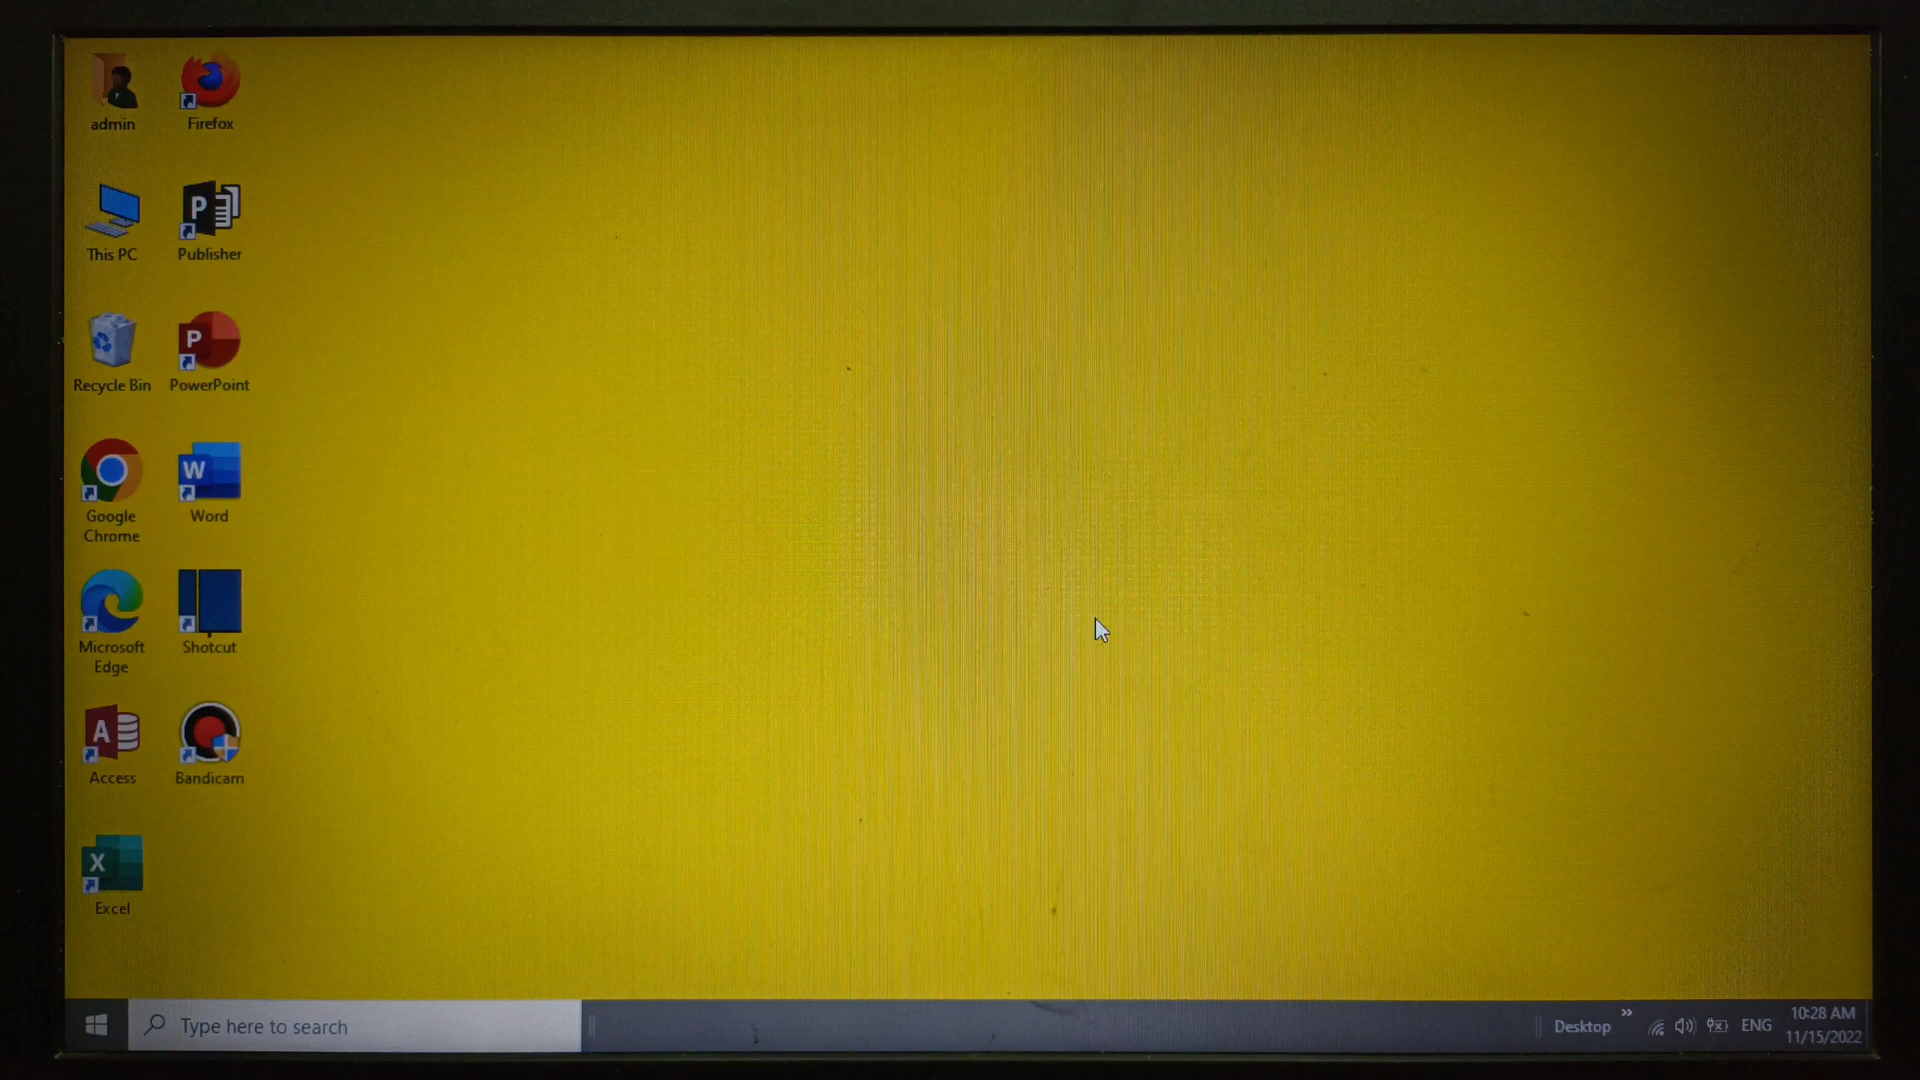 admin
Firefox
This PC
Publisher
Recycle Bin
PowerPoint
Google
Chrome
Word
Microsoft
Edge
Shotcut
Access
Bandicam
Excel
Type here to search
Desktop
»
ENG
10:28 AM
11/15/2022